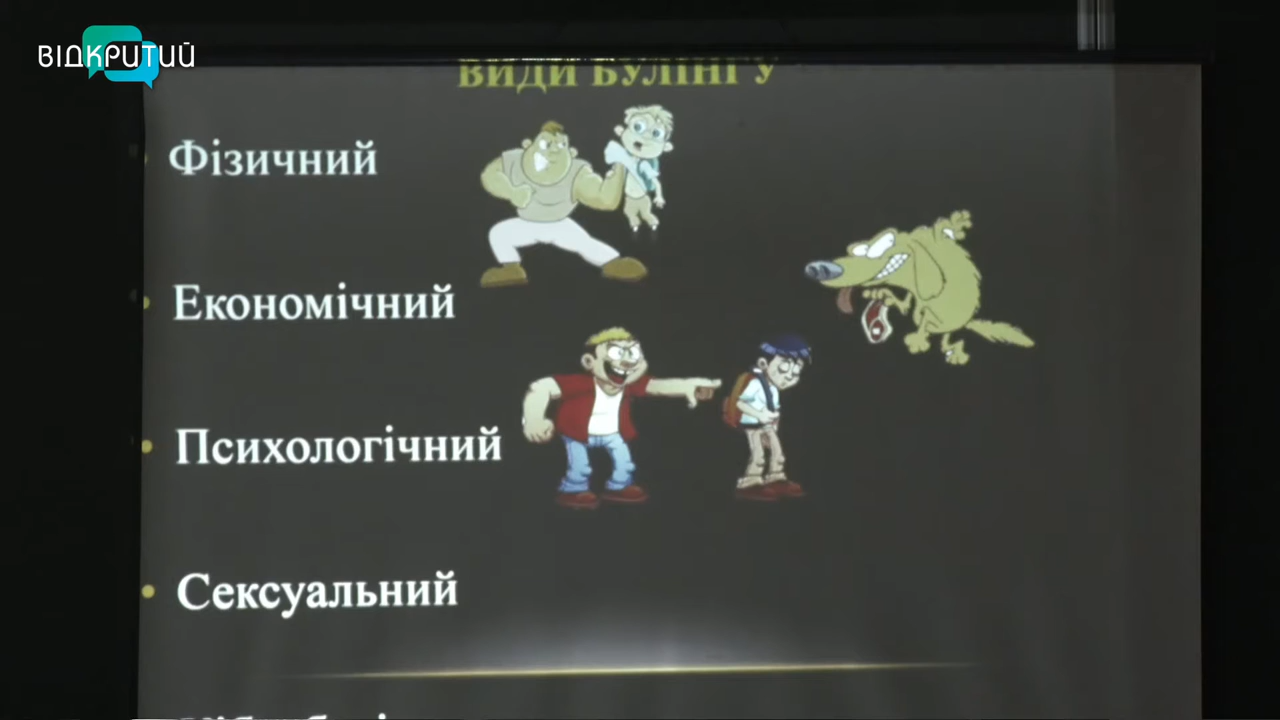 ВІДКРИТИЙ
ВИДИ БУЛІНГУ
Фізичний
Економічний
Психологічний
Сексуальний